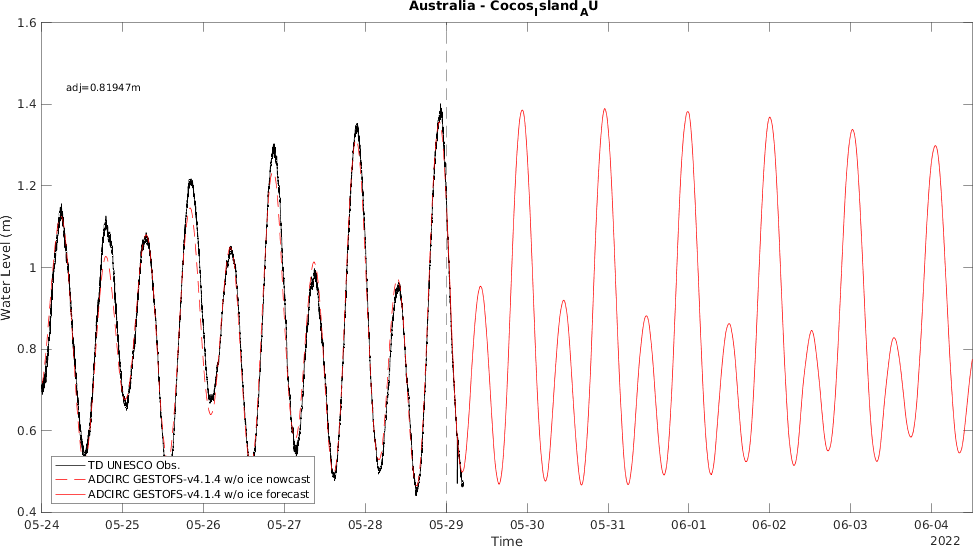 Australia - Cocos_Island_AU
1.6
adj=0.81947m
1.4
1.2
1
0.8
0.6
0.4
Water Level (m)
TD UNESCO Obs.
ADCIRC GESTOFS-v4.1.4 w/o ice nowcast
ADCIRC GESTOFS-v4.1.4 w/o ice forecast
05-24 05-25 05-26 05-27 05-28 05-29 05-30 05-31 06-01 06-02 06-03 06-04
Time
2022